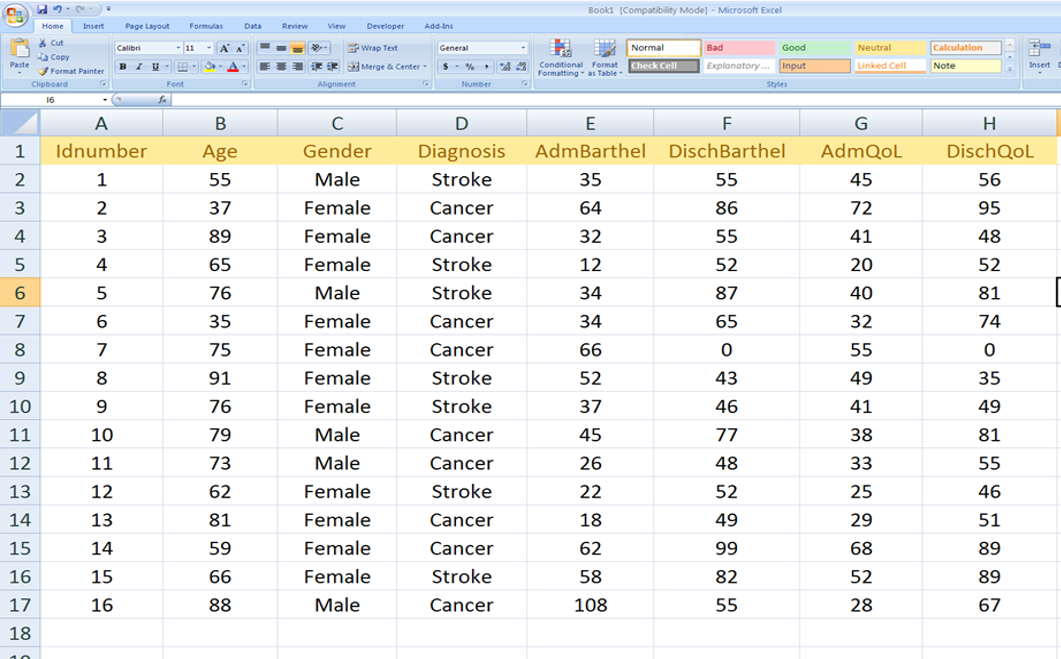 Book1 [Compatibility Mode] - Microsoft Excel
Home Insert Page Layout Formulas Data Review View Developer Add-Ins
Paste Cut Copy Format Painter
Calibri 11
B I U
Wrap Text
Merge & Center
General
$ % ,
Conditional Formatting Format as Table
Normal Bad Good Neutral Calculation
Check Cell Explanatory ... Input Linked Cell Note
Insert
Clipboard Font Alignment Number Styles
I6 fx
A B C D E F G H
1 Idnumber Age Gender Diagnosis AdmBarthel DischBarthel AdmQoL DischQoL
2 1 55 Male Stroke 35 55 45 56
3 2 37 Female Cancer 64 86 72 95
4 3 89 Female Cancer 32 55 41 48
5 4 65 Female Stroke 12 52 20 52
6 5 76 Male Stroke 34 87 40 81
7 6 35 Female Cancer 34 65 32 74
8 7 75 Female Cancer 66 0 55 0
9 8 91 Female Stroke 52 43 49 35
10 9 76 Female Stroke 37 46 41 49
11 10 79 Male Cancer 45 77 38 81
12 11 73 Male Cancer 26 48 33 55
13 12 62 Female Stroke 22 52 25 46
14 13 81 Female Cancer 18 49 29 51
15 14 59 Female Cancer 62 99 68 89
16 15 66 Female Stroke 58 82 52 89
17 16 88 Male Cancer 108 55 28 67
18